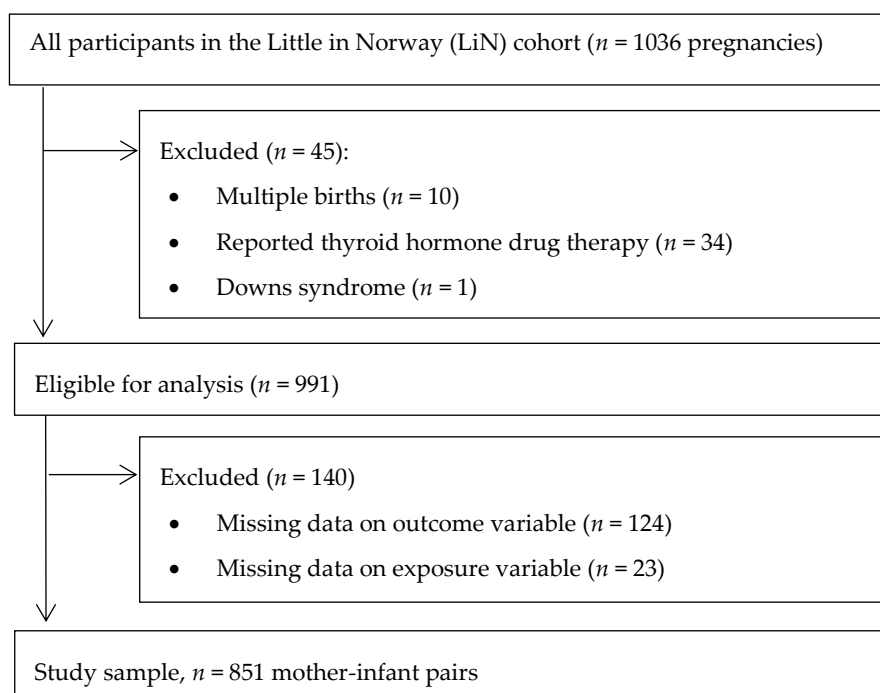 All participants in the Little in Norway (LiN) cohort (n = 1036 pregnancies)
Excluded (n = 45):
• Multiple births (n = 10)
• Reported thyroid hormone drug therapy (n = 34)
• Downs syndrome (n = 1)
Eligible for analysis (n = 991)
Excluded (n = 140)
• Missing data on outcome variable (n = 124)
• Missing data on exposure variable (n = 23)
Study sample, n = 851 mother-infant pairs